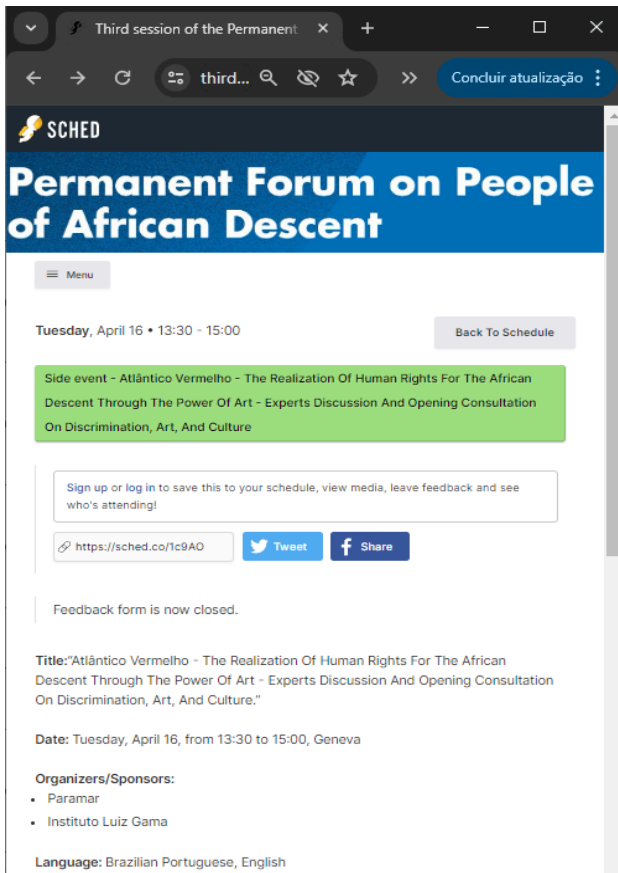 Third session of the Permanent
third...
Concluir atualização
SCHED
Permanent Forum on People
of African Descent
Menu
Tuesday, April 16 • 13:30 - 15:00
Back To Schedule
Side event - Atlântico Vermelho - The Realization Of Human Rights For The African
Descent Through The Power Of Art - Experts Discussion And Opening Consultation
On Discrimination, Art, And Culture
Sign up or log in to save this to your schedule, view media, leave feedback and see
who's attending!
https://sched.co/1c9AO
Tweet
Share
Feedback form is now closed.
Title:"Atlântico Vermelho - The Realization Of Human Rights For The African
Descent Through The Power Of Art - Experts Discussion And Opening Consultation
On Discrimination, Art, And Culture."
Date: Tuesday, April 16, from 13:30 to 15:00, Geneva
Organizers/Sponsors:
• Paramar
• Instituto Luiz Gama
Language: Brazilian Portuguese, English